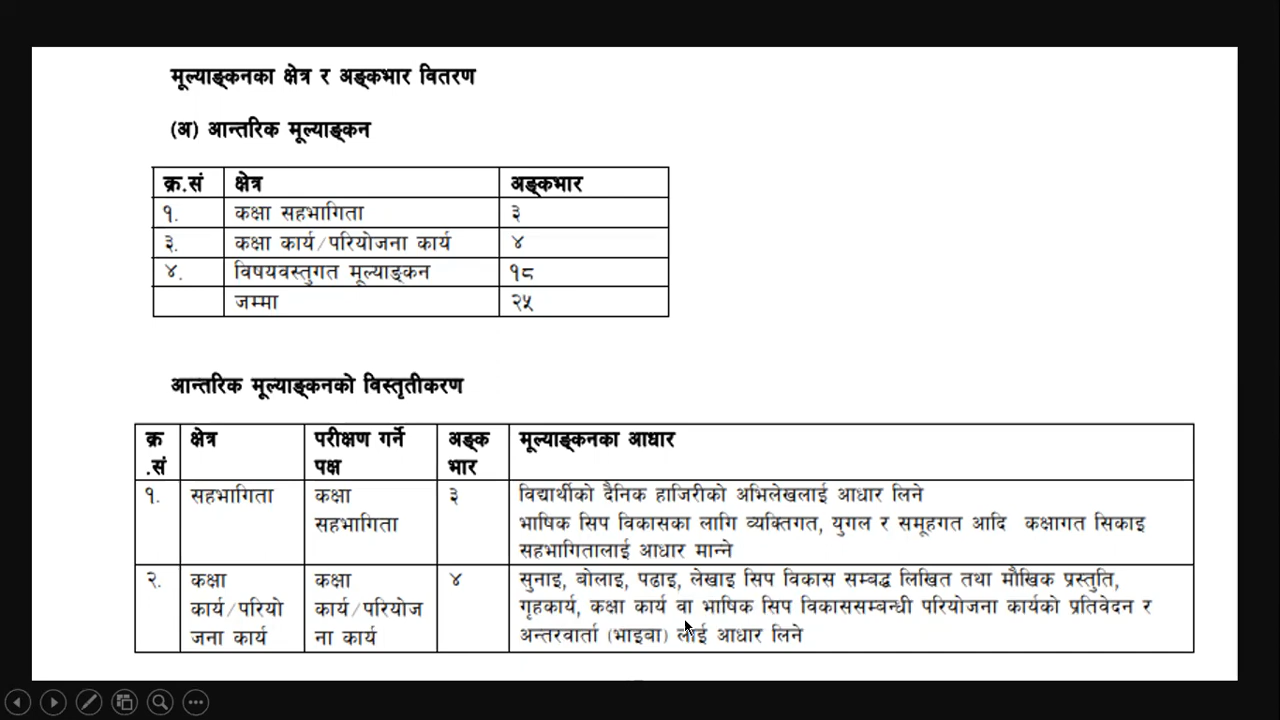 मूल्याङ्कनका क्षेत्र र अङ्कभार वितरण
(अ) आन्तरिक मूल्याङ्कन
क्र.सं क्षेत्र अङ्कभार
१. कक्षा सहभागिता ३
३. कक्षा कार्य/परियोजना कार्य ४
४. विषयवस्तुगत मूल्याङ्कन १८
जम्मा २५
आन्तरिक मूल्याङ्कनको विस्तृतीकरण
क्र क्षेत्र परीक्षण गर्ने अङ्क मूल्याङ्कनका आधार
.सं पक्ष भार
१. सहभागिता कक्षा ३ विद्यार्थीको दैनिक हाजिरीको अभिलेखलाई आधार लिने
सहभागिता भाषिक सिप विकासका लागि व्यक्तिगत, युगल र समूहगत आदि कक्षागत सिकाइ
सहभागितालाई आधार मान्ने
२. कक्षा कक्षा ४ सुनाइ, बोलाइ, पढाइ, लेखाइ सिप विकास सम्बद्ध लिखित तथा मौखिक प्रस्तुति,
कार्य/परियो कार्य/परियोज गृहकार्य, कक्षा कार्य वा भाषिक सिप विकाससम्बन्धी परियोजना कार्यको प्रतिवेदन र
जना कार्य ना कार्य अन्तरवार्ता (भाइबा) लाई आधार लिने